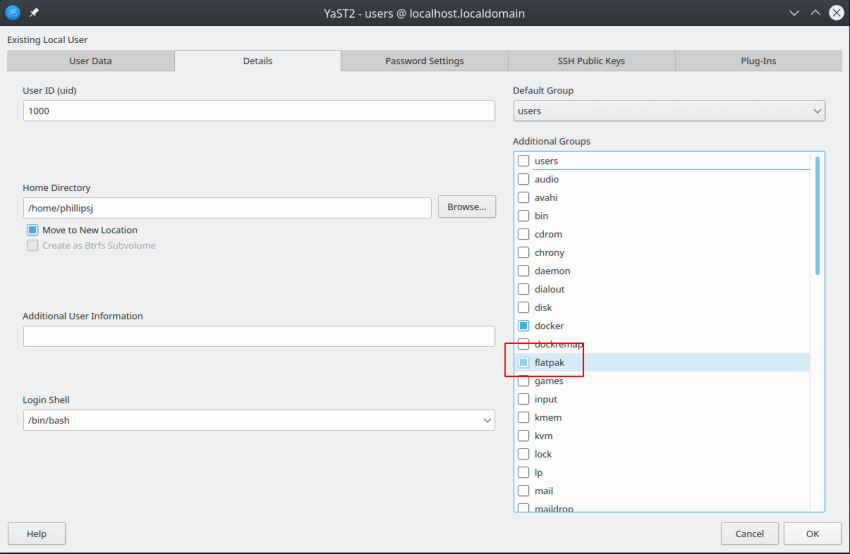 YaST2 - users @ localhost.localdomain
Existing Local User
User Data
Details
Password Settings
SSH Public Keys
Plug-Ins
User ID (uid)
1000
Home Directory
/home/phillipsj
Browse...
Move to New Location
Create as Btrfs Subvolume
Additional User Information
Login Shell
/bin/bash
Default Group
users
Additional Groups
users
audio
avahi
bin
cdrom
chrony
daemon
dialout
disk
docker
dockremap
flatpak
games
input
kmem
kvm
lock
lp
mail
maildrop
Help
Cancel
OK